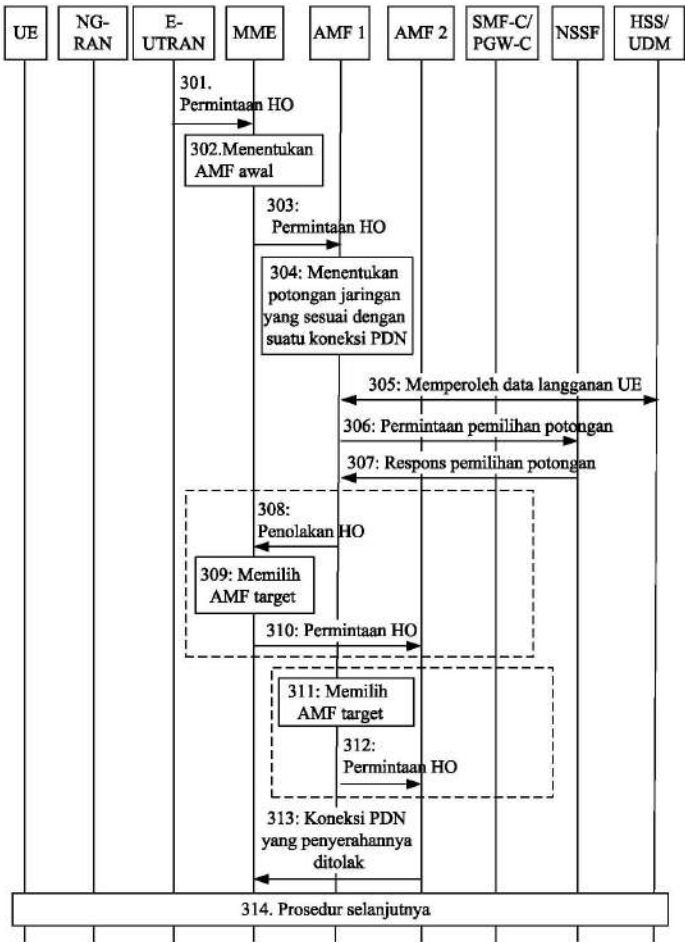 UE
NG-
RAN
E-
UTRAN
MME
AMF 1
AMF 2
SMF-C/
PGW-C
NSSF
HSS/
UDM
301.
Permintaan HO
302.Menentukan
AMF awal
303:
Permintaan HO
304: Menentukan
potongan jaringan
yang sesuai dengan
suatu koneksi PDN
305: Memperoleh data langganan UE
306: Permintaan pemilihan potongan
307: Respons pemilihan potongan
308:
Penolakan HO
309: Memilih
AMF target
310: Permintaan HO
311: Memilih
AMF target
312:
Permintaan HO
313: Koneksi PDN
yang penyerahannya
ditolak
314. Prosedur selanjutnya